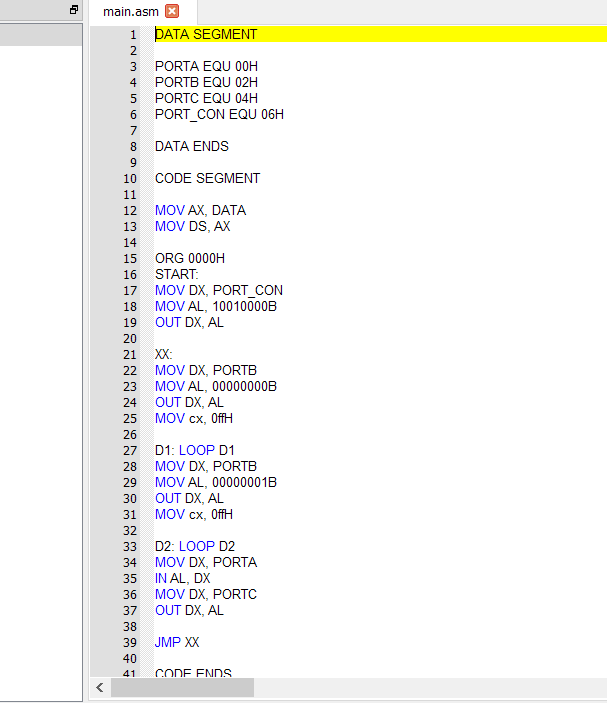 main.asm
1 DATA SEGMENT
2
3 PORTA EQU 00H
4 PORTB EQU 02H
5 PORTC EQU 04H
6 PORT_CON EQU 06H
7
8 DATA ENDS
9
10 CODE SEGMENT
11
12 MOV AX, DATA
13 MOV DS, AX
14
15 ORG 0000H
16 START:
17 MOV DX, PORT_CON
18 MOV AL, 10010000B
19 OUT DX, AL
20
21 XX:
22 MOV DX, PORTB
23 MOV AL, 00000000B
24 OUT DX, AL
25 MOV cx, 0ffH
26
27 D1: LOOP D1
28 MOV DX, PORTB
29 MOV AL, 00000001B
30 OUT DX, AL
31 MOV cx, 0ffH
32
33 D2: LOOP D2
34 MOV DX, PORTA
35 IN AL, DX
36 MOV DX, PORTC
37 OUT DX, AL
38
39 JMP XX
40
41 CODE ENDS